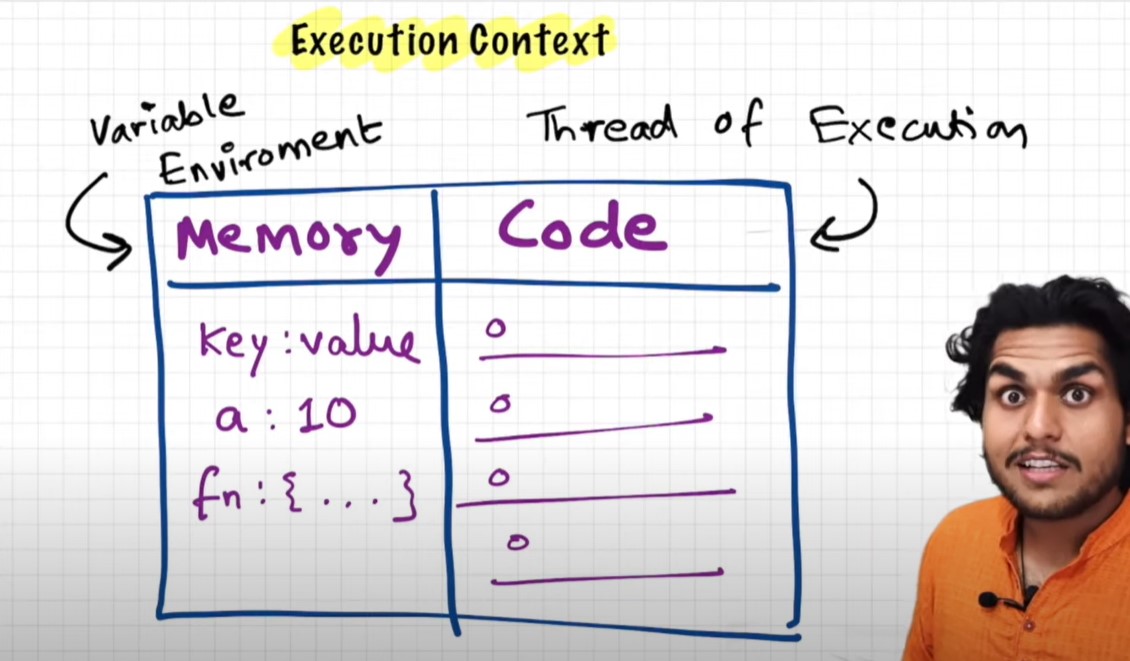 Execution Context
Variable
Enviroment
Thread of Execution
Memory
Code
Key : value
a : 10
fn : { . . . }